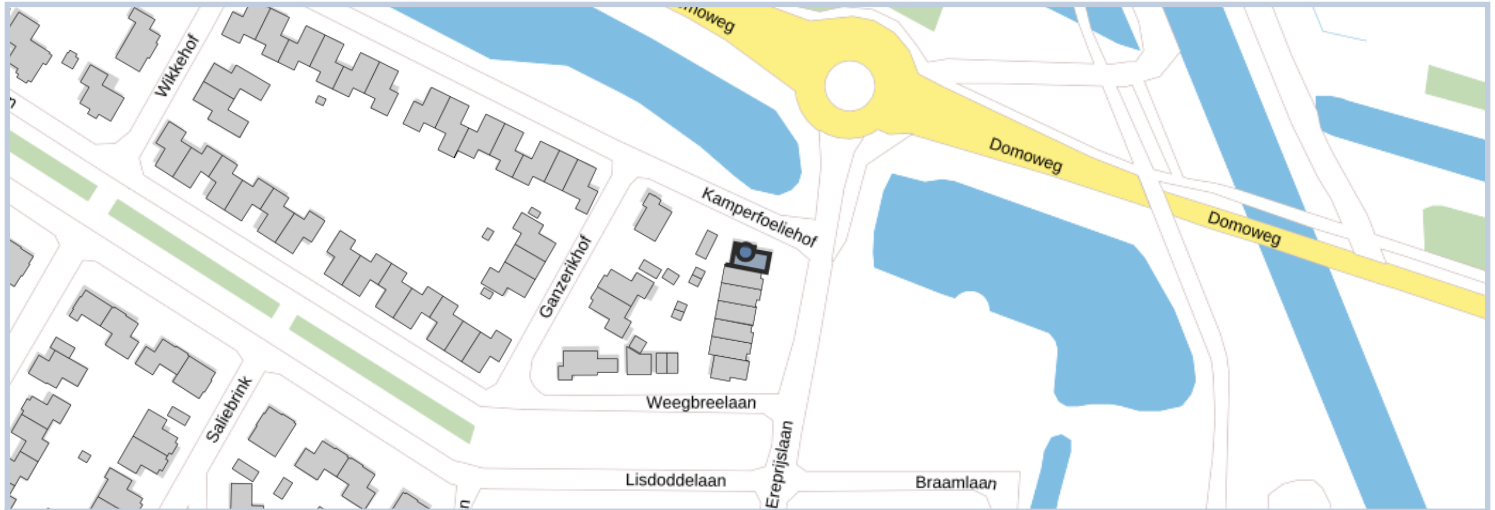 Domoweg
Wikkehof
Domoweg
Kamperfoeliehof
Domoweg
Ganzerikhof
Weegbreelaan
Saliebrink
Ereprijslaan
Lisdoddelaan
Braamlaan